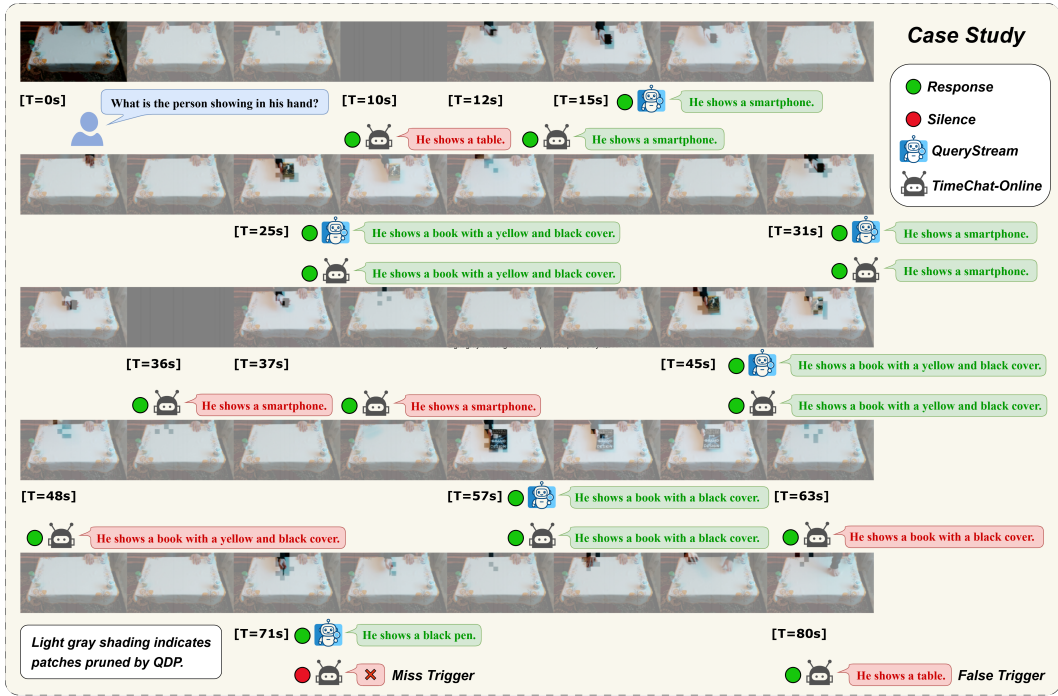 Case Study
Response
Silence
QueryStream
TimeChat-Online
[T=0s]
What is the person showing in his hand?
[T=10s]
[T=12s]
[T=15s]
He shows a smartphone.
He shows a table.
He shows a smartphone.
[T=25s]
He shows a book with a yellow and black cover.
[T=31s]
He shows a smartphone.
He shows a book with a yellow and black cover.
He shows a smartphone.
[T=36s]
[T=37s]
[T=45s]
He shows a book with a yellow and black cover.
He shows a smartphone.
He shows a smartphone.
He shows a book with a yellow and black cover.
[T=48s]
[T=57s]
He shows a book with a black cover.
[T=63s]
He shows a book with a yellow and black cover.
He shows a book with a black cover.
He shows a book with a black cover.
Light gray shading indicates
patches pruned by QDP.
[T=71s]
He shows a black pen.
[T=80s]
Miss Trigger
He shows a table.
False Trigger